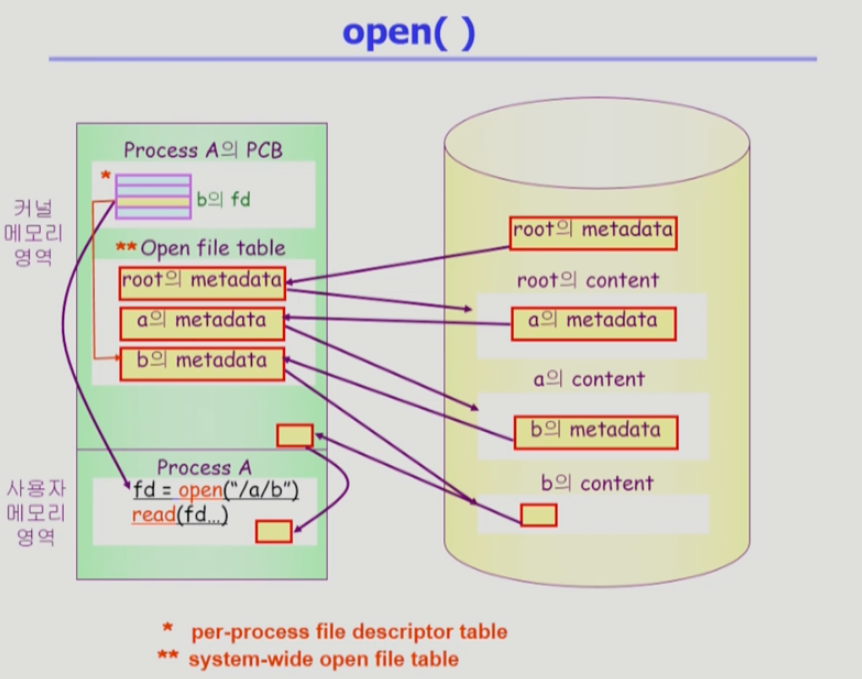 open( )
Process A의 PCB
*
b의 fd
커널
메모리
영역
** Open file table
root의 metadata
a의 metadata
b의 metadata
root의 metadata
root의 content
a의 metadata
a의 content
b의 metadata
b의 content
사용자
메모리
영역
Process A
fd = open("/a/b")
read(fd...)
* per-process file descriptor table
** system-wide open file table